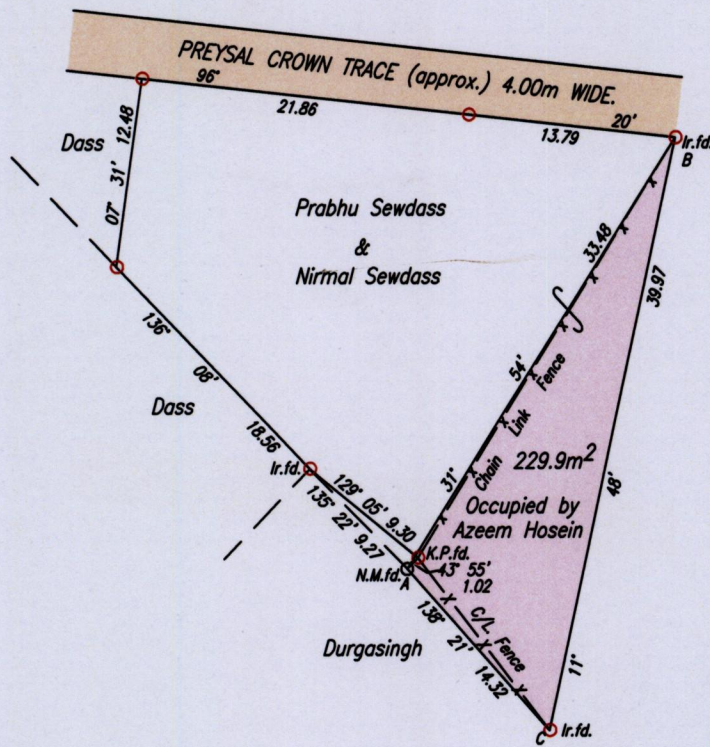 PREYSAL CROWN TRACE (approx.) 4.00m WIDE.
96°
21.86
20'
13.79
Ir.fd.
B
Dass
07° 31' 12.48
Prabhu Sewdass
&
Nirmal Sewdass
31° 54' 33.48
Chain Link Fence
39.97
48'
11°
136° 08' 18.56
Dass
229.9m²
Occupied by
Azeem Hosein
Ir.fd.
129° 05' 9.30
135° 22' 9.27
K.P.fd.
43° 55'
1.02
N.M.fd.
A
C/L Fence
138° 21' 14.32
Durgasingh
C
Ir.fd.